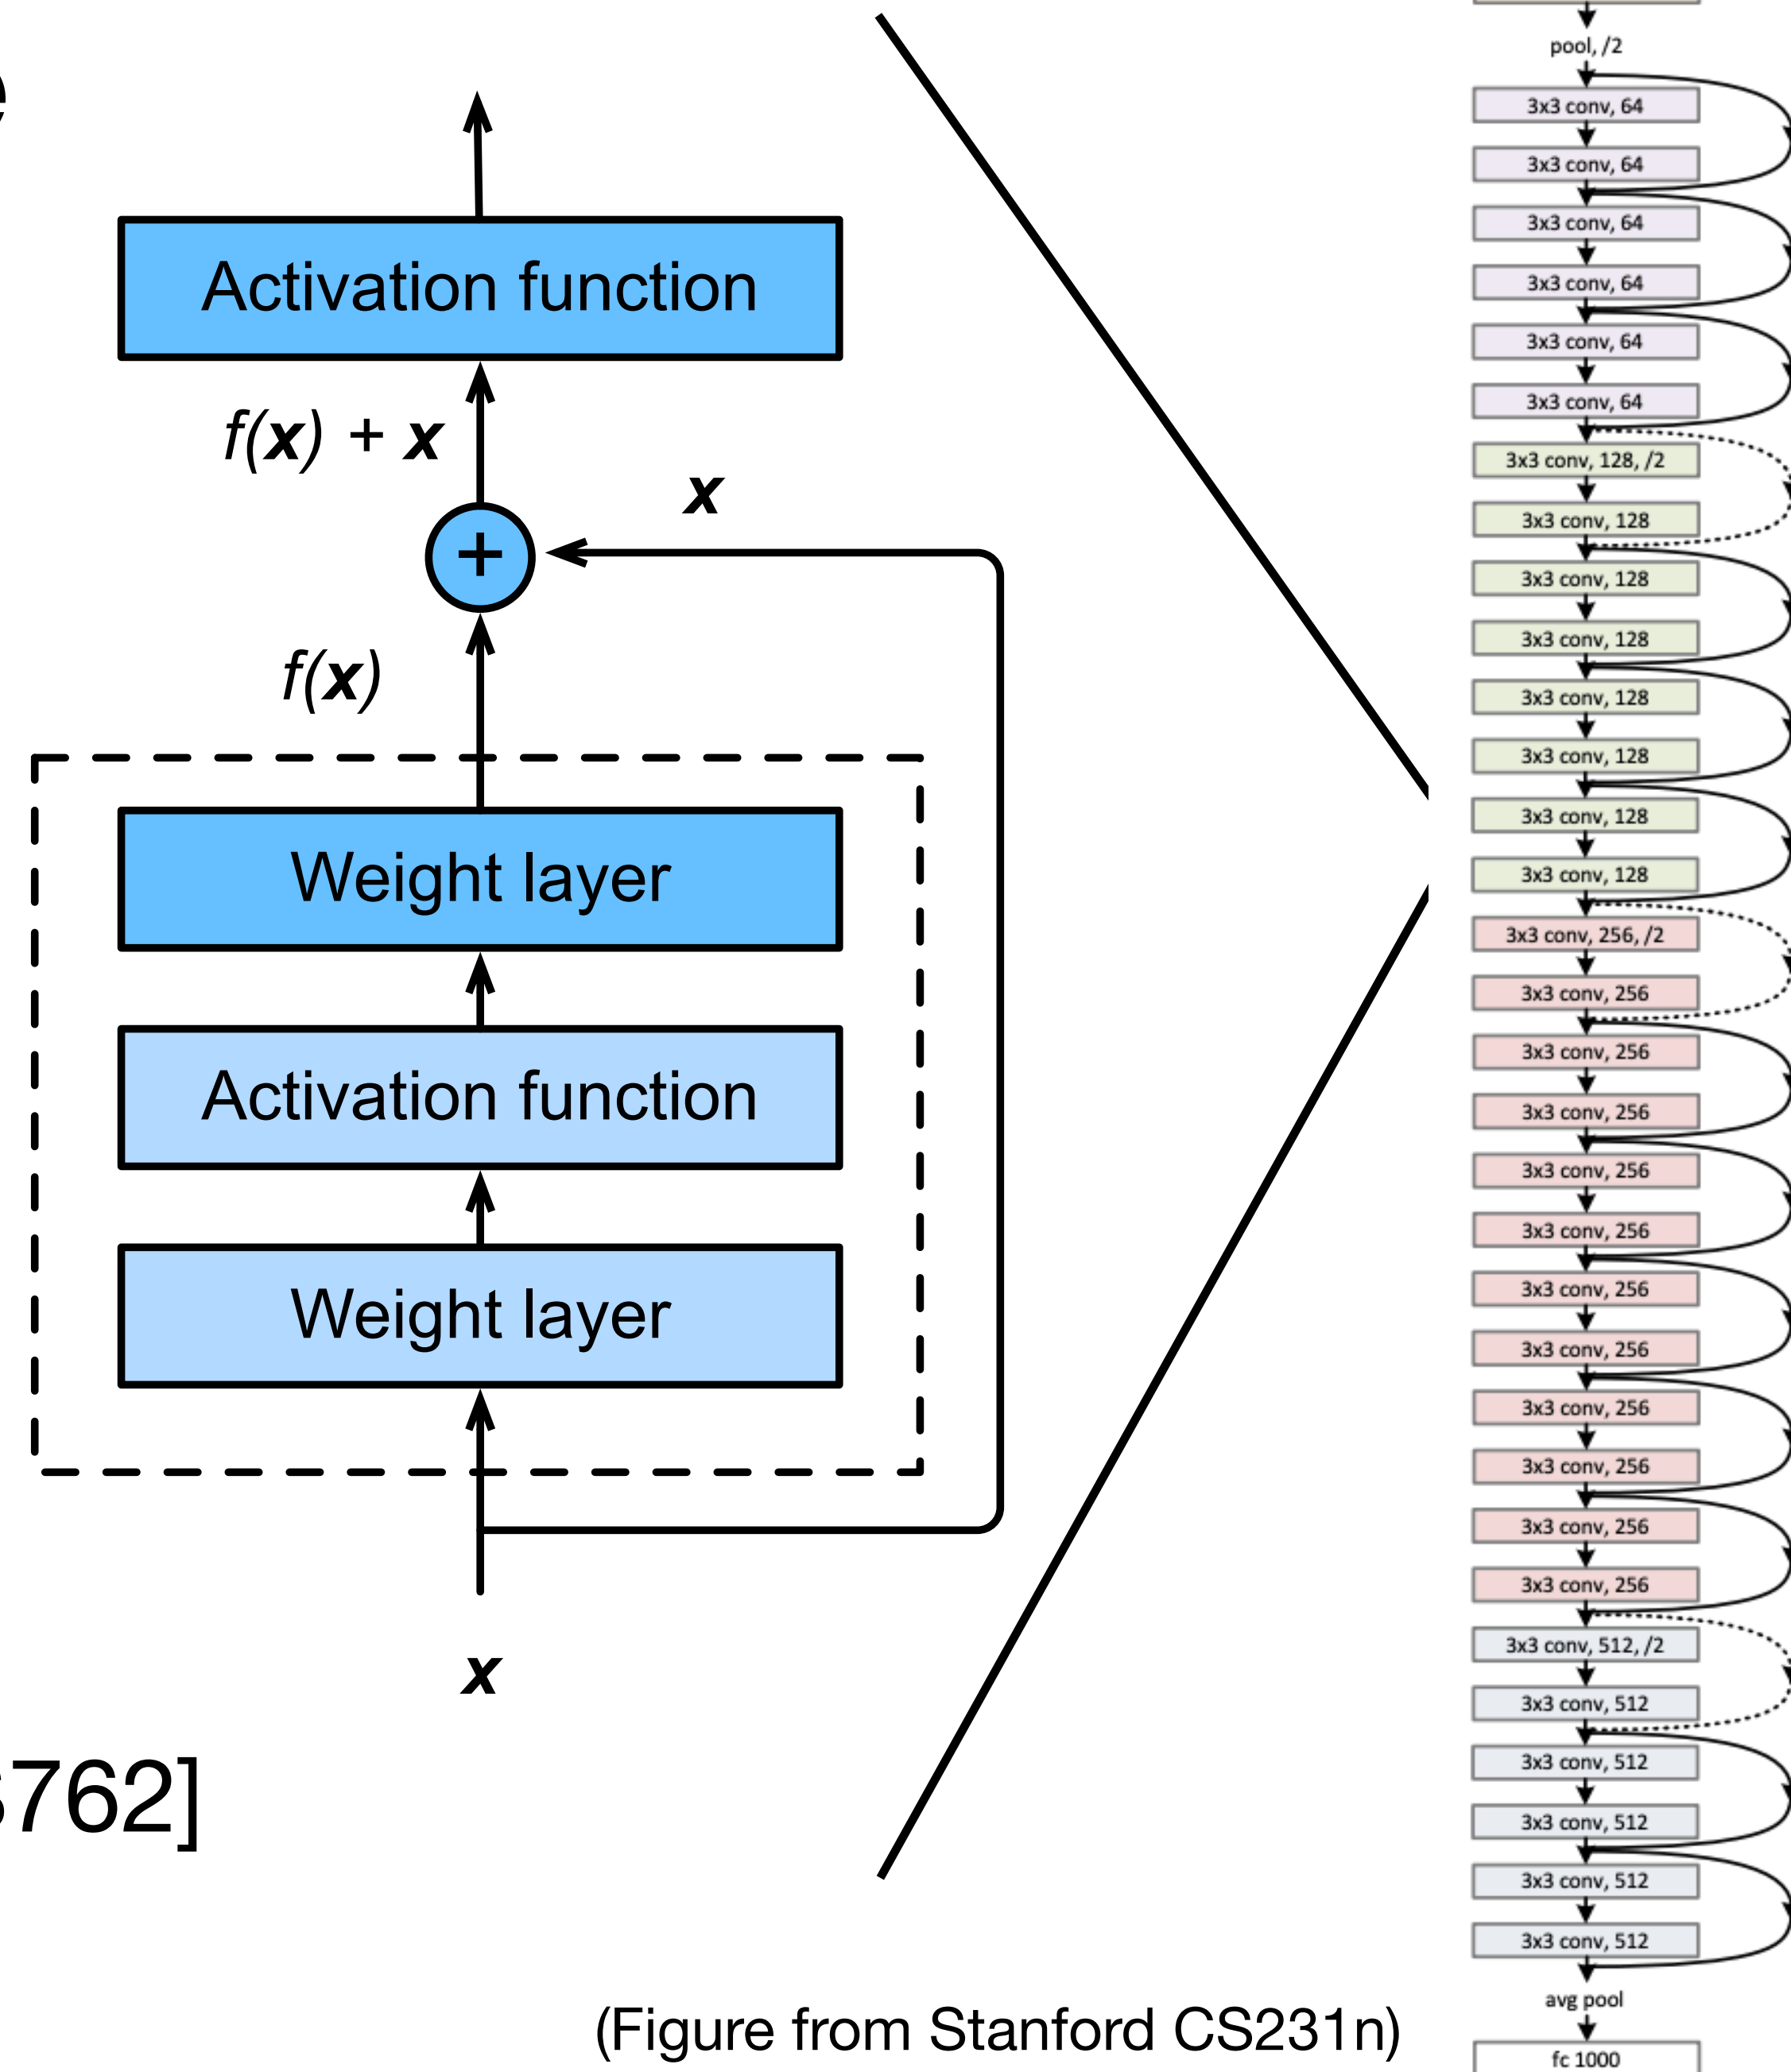 Activation function
f(x) + x
x
+
f(x)
Weight layer
Activation function
Weight layer
x
762]
(Figure from Stanford CS231n)
pool, /2
3x3 conv, 64
3x3 conv, 64
3x3 conv, 64
3x3 conv, 64
3x3 conv, 64
3x3 conv, 64
3x3 conv, 128, /2
3x3 conv, 128
3x3 conv, 128
3x3 conv, 128
3x3 conv, 128
3x3 conv, 128
3x3 conv, 128
3x3 conv, 128
3x3 conv, 256, /2
3x3 conv, 256
3x3 conv, 256
3x3 conv, 256
3x3 conv, 256
3x3 conv, 256
3x3 conv, 256
3x3 conv, 256
3x3 conv, 256
3x3 conv, 256
3x3 conv, 256
3x3 conv, 256
3x3 conv, 512, /2
3x3 conv, 512
3x3 conv, 512
3x3 conv, 512
3x3 conv, 512
3x3 conv, 512
avg pool
fc 1000